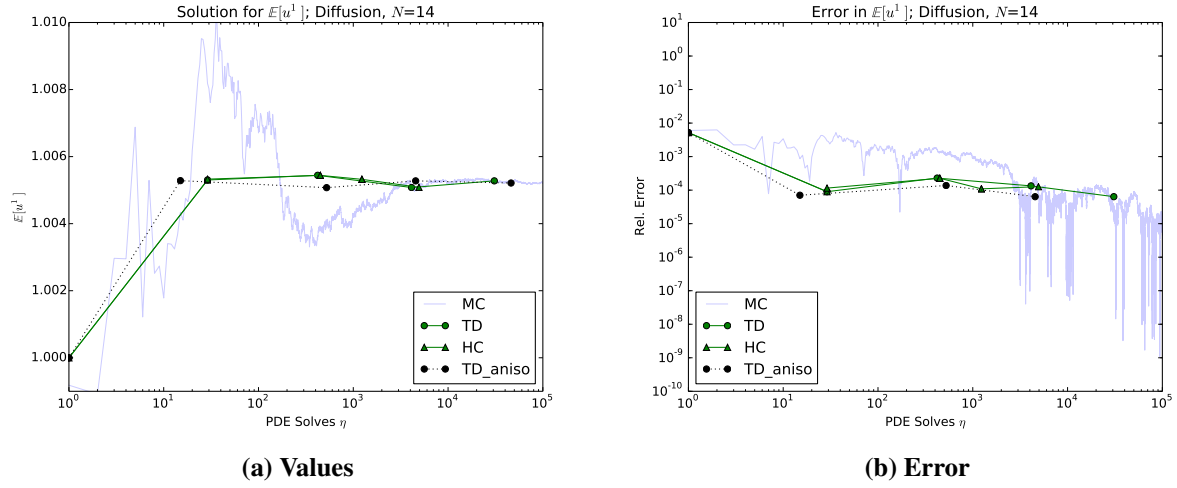 Solution for 𝔼[u¹]; Diffusion, N=14
1.010
1.008
1.006
1.004
1.002
1.000
𝔼[u¹]
10⁰ 10¹ 10² 10³ 10⁴ 10⁵
PDE Solves η
MC
TD
HC
TD_aniso
(a) Values
Error in 𝔼[u¹]; Diffusion, N=14
10¹
10⁰
10⁻¹
10⁻²
10⁻³
10⁻⁴
10⁻⁵
10⁻⁶
10⁻⁷
10⁻⁸
10⁻⁹
10⁻¹⁰
Rel. Error
10⁰ 10¹ 10² 10³ 10⁴ 10⁵
PDE Solves η
MC
TD
HC
TD_aniso
(b) Error